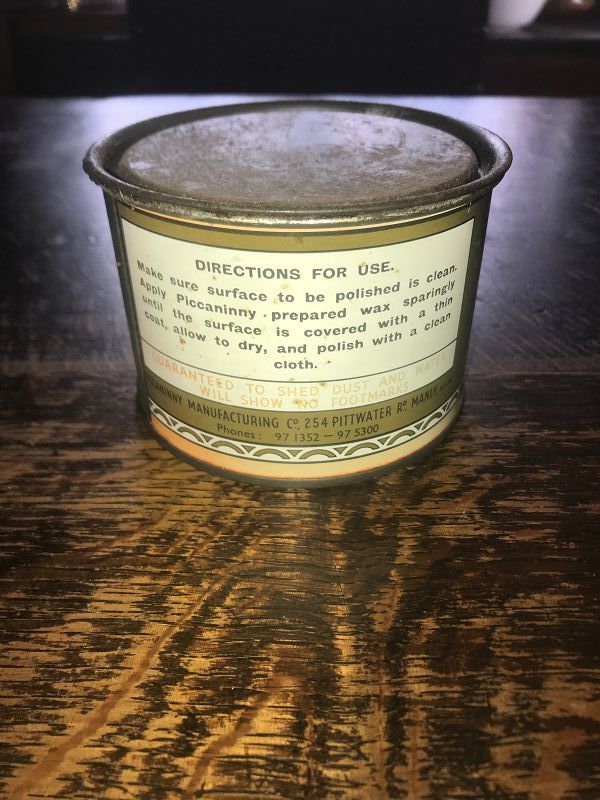 DIRECTIONS FOR USE.
Make sure surface to be polished is clean.
Apply Piccaninny prepared wax sparingly
until the surface is covered with a thin
coat, allow to dry, and polish with a clean
cloth.
GUARANTEED TO SHED DUST AND WATER
WILL SHOW NO FOOTMARKS
MANUFACTURING Cº, 254 PITTWATER Rᴰ MANLY,
Phones: 97 1352 — 97 5300